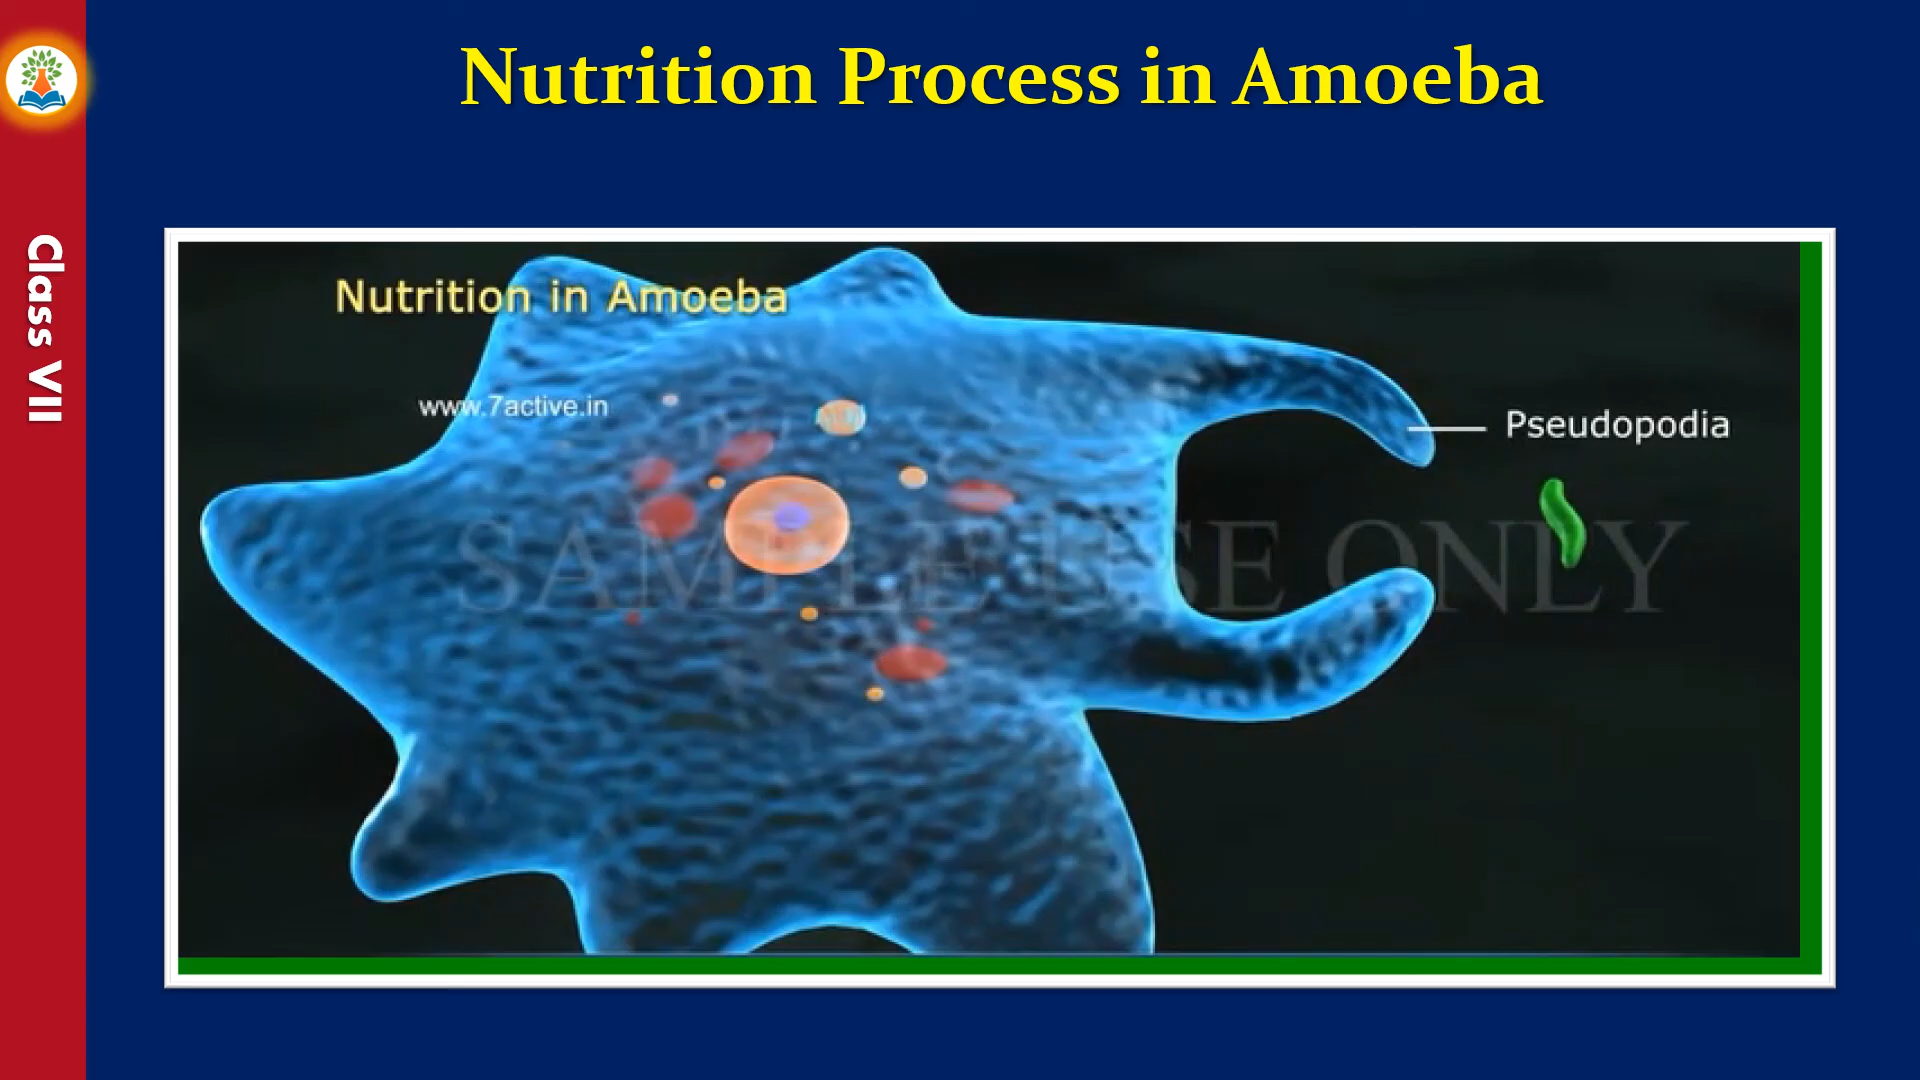 Nutrition Process in Amoeba
Class VII
Nutrition in Amoeba
www.7active.in
Pseudopodia
SAMPLE USE ONLY